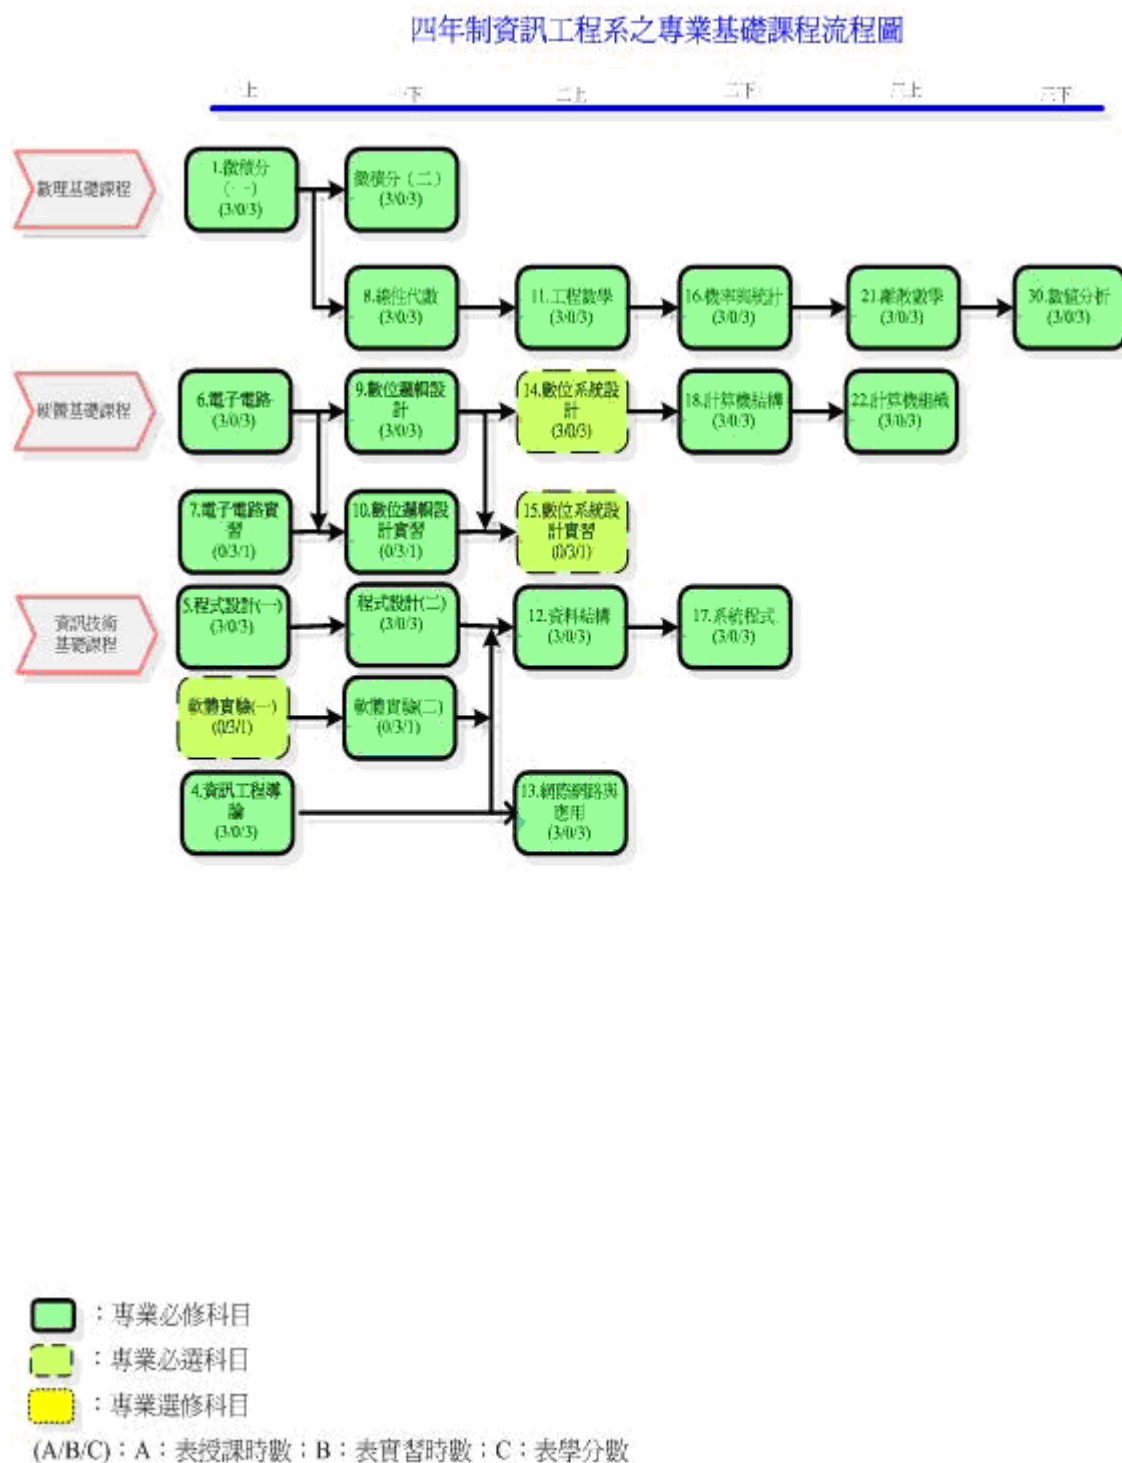 四年制資訊工程系之專業基礎課程流程圖
一上 一下 二上 二下 三上 三下
數理基礎課程
1.微積分
(一)
(3/0/3)
微積分(二)
(3/0/3)
8.線性代數
(3/0/3)
11.工程數學
(3/0/3)
16.機率與統計
(3/0/3)
21.離散數學
(3/0/3)
30.數值分析
(3/0/3)
硬體基礎課程
6.電子電路
(3/0/3)
9.數位邏輯設
計
(3/0/3)
14.數位系統設
計
(3/0/3)
18.計算機結構
(3/0/3)
22.計算機組織
(3/0/3)
7.電子電路實
習
(0/3/1)
10.數位邏輯設
計實習
(0/3/1)
15.數位系統設
計實習
(0/3/1)
資訊技術
基礎課程
5.程式設計(一)
(3/0/3)
程式設計(二)
(3/0/3)
12.資料結構
(3/0/3)
17.系統程式
(3/0/3)
軟體實驗(一)
(0/3/1)
軟體實驗(二)
(0/3/1)
4.資訊工程導
論
(3/0/3)
13.網際網路與
應用
(3/0/3)
：專業必修科目
：專業必選科目
：專業選修科目
(A/B/C)：A：表授課時數；B：表實習時數；C：表學分數